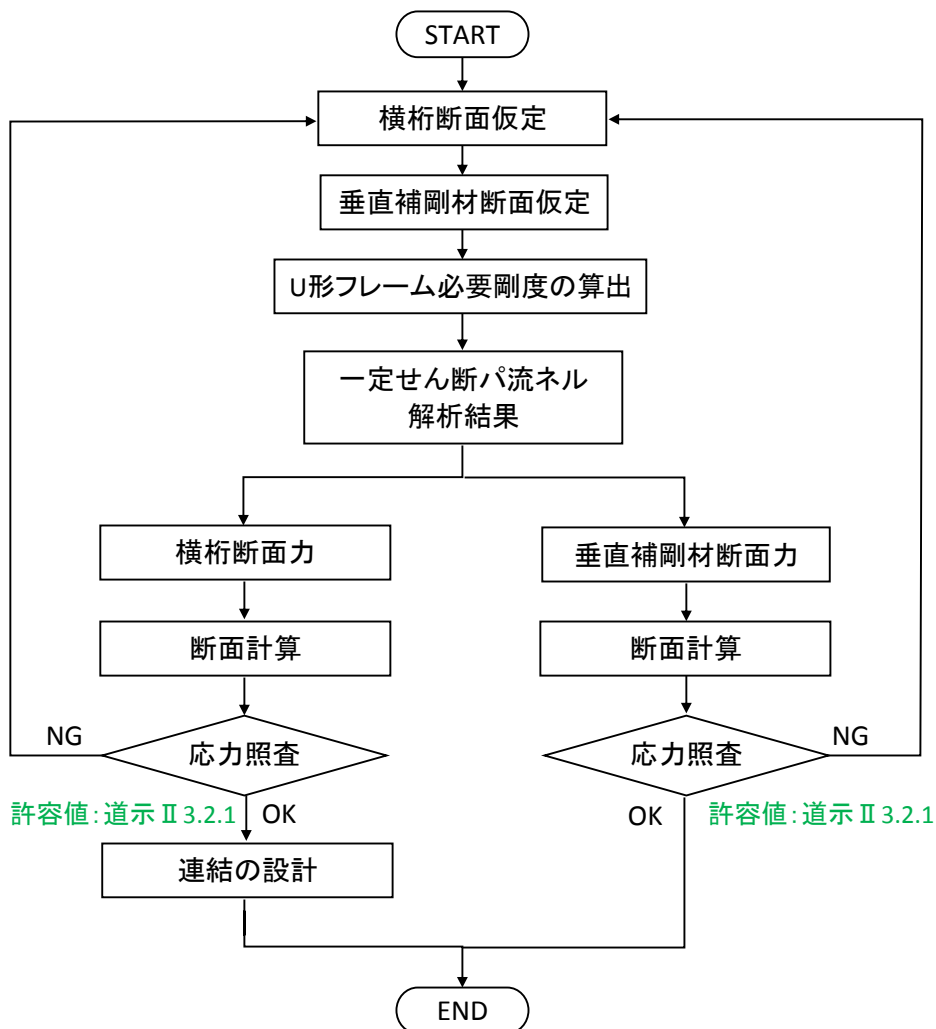 START
横桁断面仮定
垂直補剛材断面仮定
U形フレーム必要剛度の算出
一定せん断パ流ネル
解析結果
横桁断面力
垂直補剛材断面力
断面計算
断面計算
NG
応力照査
応力照査
NG
許容値:道示Ⅱ3.2.1
OK
OK
許容値:道示Ⅱ3.2.1
連結の設計
END